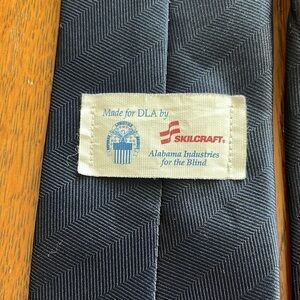 Made for DLA by
SKILCRAFT®
Alabama Industries
for the Blind